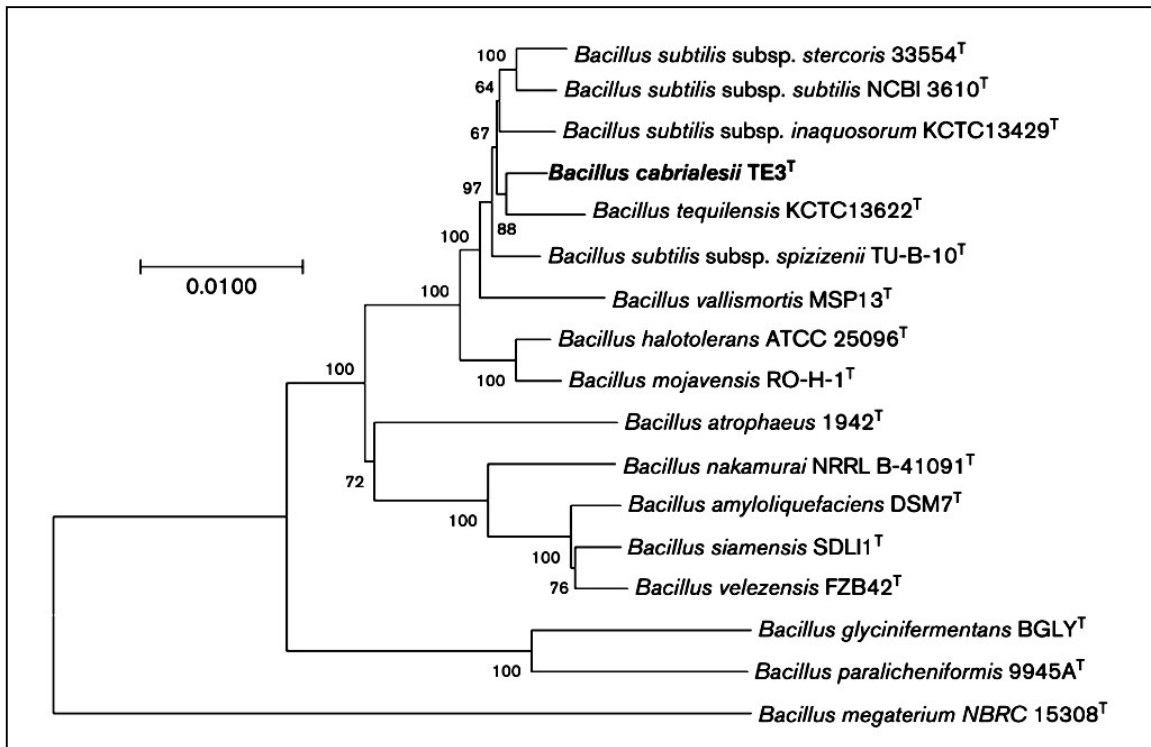 100
Bacillus subtilis subsp. stercoris 33554ᵀ
64
Bacillus subtilis subsp. subtilis NCBI 3610ᵀ
67
Bacillus subtilis subsp. inaquosorum KCTC13429ᵀ
Bacillus cabrialesii TE3ᵀ
97
Bacillus tequilensis KCTC13622ᵀ
88
100
Bacillus subtilis subsp. spizizenii TU-B-10ᵀ
0.0100
100
Bacillus vallismortis MSP13ᵀ
Bacillus halotolerans ATCC 25096ᵀ
100
100
Bacillus mojavensis RO-H-1ᵀ
Bacillus atrophaeus 1942ᵀ
72
Bacillus nakamurai NRRL B-41091ᵀ
100
Bacillus amyloliquefaciens DSM7ᵀ
100
Bacillus siamensis SDLI1ᵀ
76
Bacillus velezensis FZB42ᵀ
Bacillus glycinifermentans BGLYᵀ
100
Bacillus paralicheniformis 9945Aᵀ
Bacillus megaterium NBRC 15308ᵀ